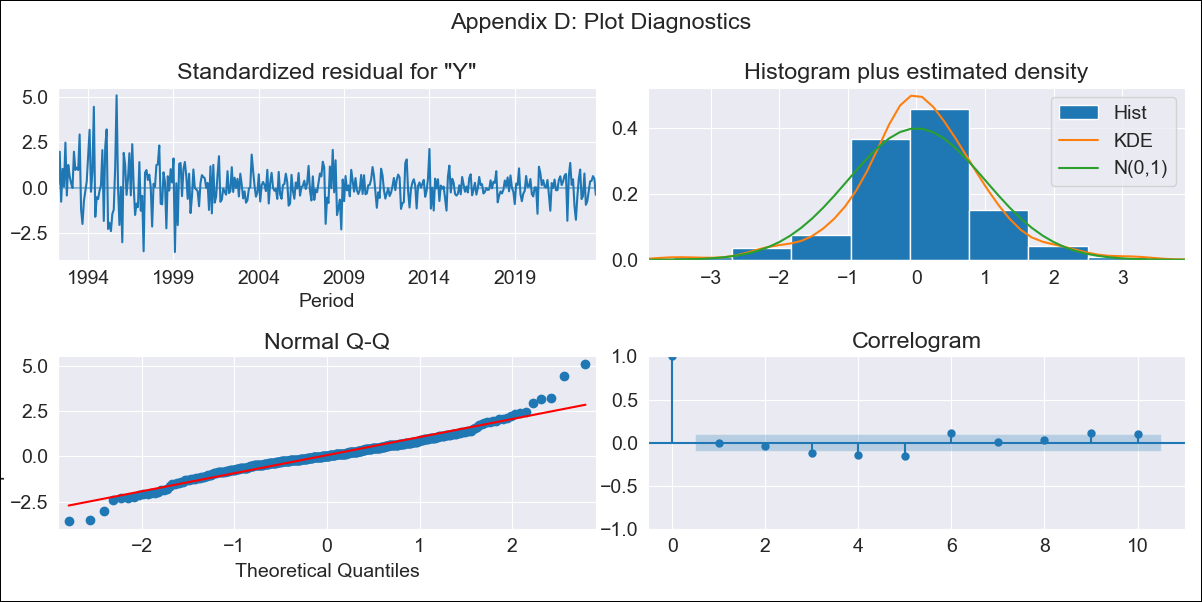 Appendix D: Plot Diagnostics
Standardized residual for "Y"
5.0
2.5
0.0
−2.5
1994 1999 2004 2009 2014 2019
Period
Histogram plus estimated density
Hist
KDE
N(0,1)
0.4
0.2
0.0
−3 −2 −1 0 1 2 3
Normal Q-Q
5.0
2.5
0.0
−2.5
−2 −1 0 1 2
Theoretical Quantiles
Correlogram
1.0
0.5
0.0
−0.5
−1.0
0 2 4 6 8 10